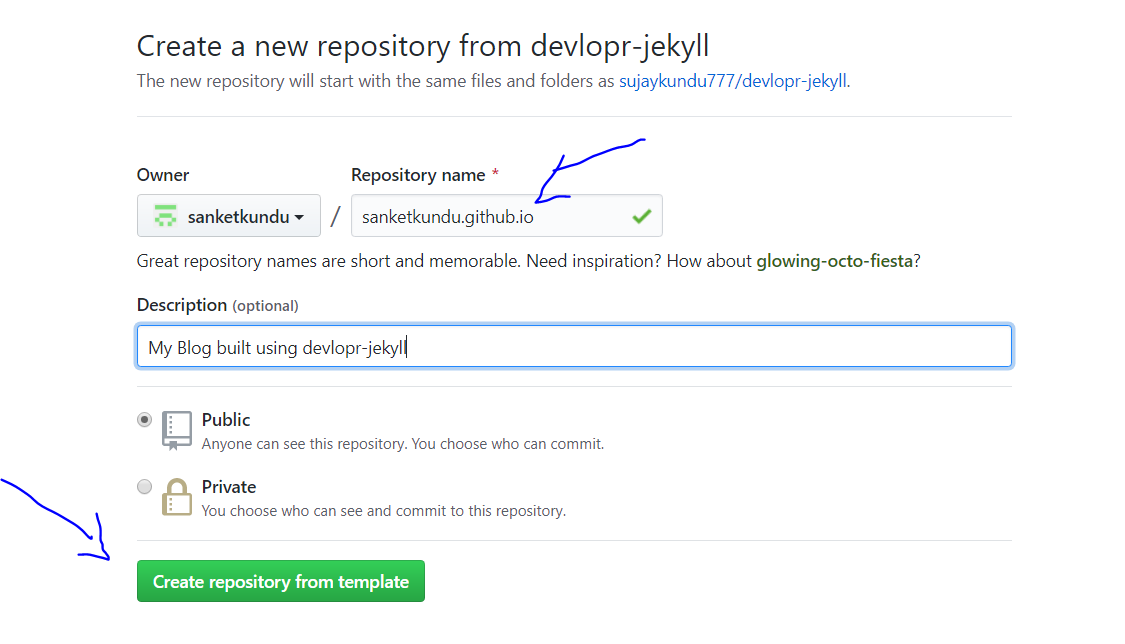 Create a new repository from devlopr-jekyll
The new repository will start with the same files and folders as sujaykundu777/devlopr-jekyll.
Owner
Repository name *
sanketkundu / sanketkundu.github.io
Great repository names are short and memorable. Need inspiration? How about glowing-octo-fiesta?
Description (optional)
My Blog built using devlopr-jekyll
Public
Anyone can see this repository. You choose who can commit.
Private
You choose who can see and commit to this repository.
Create repository from template